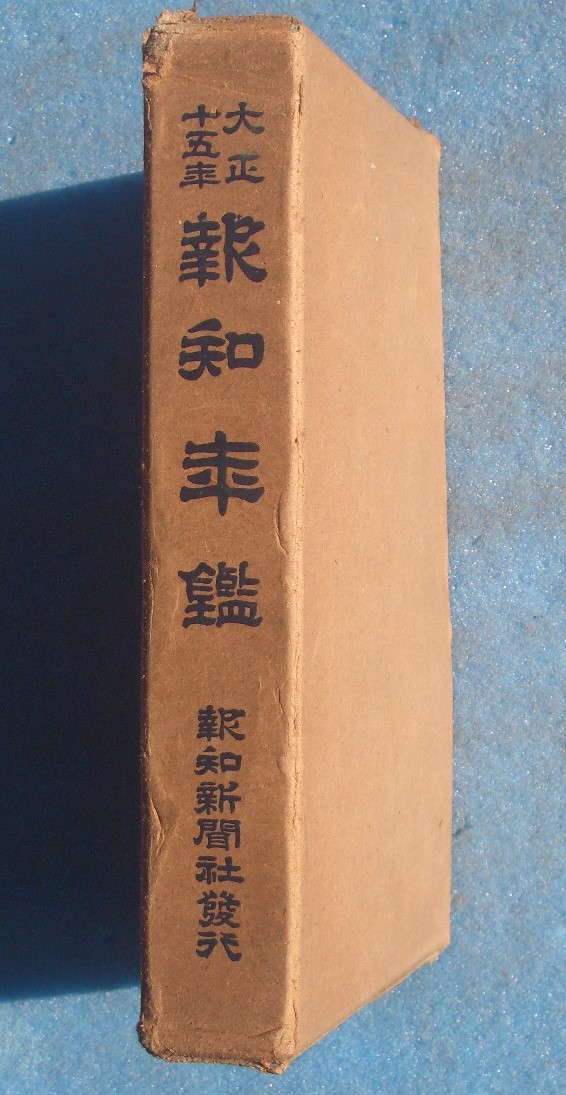 大正
十五年
報知年鑑
報知新聞社發行